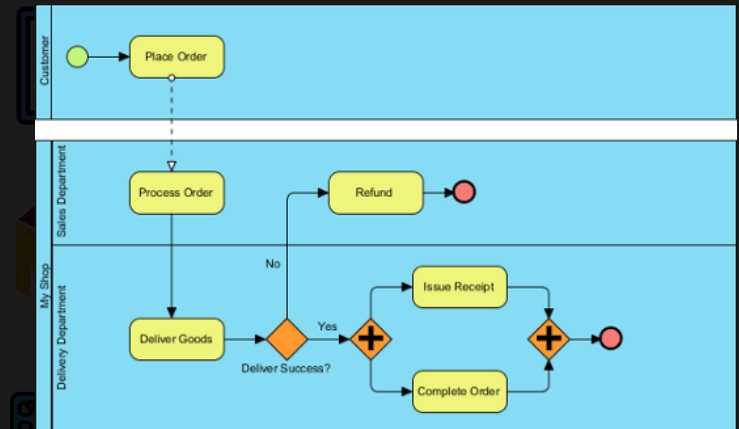 Customer
Place Order
My Shop
Sales Department
Process Order
Refund
No
Delivery Department
Deliver Goods
Deliver Success?
Yes
Issue Receipt
Complete Order